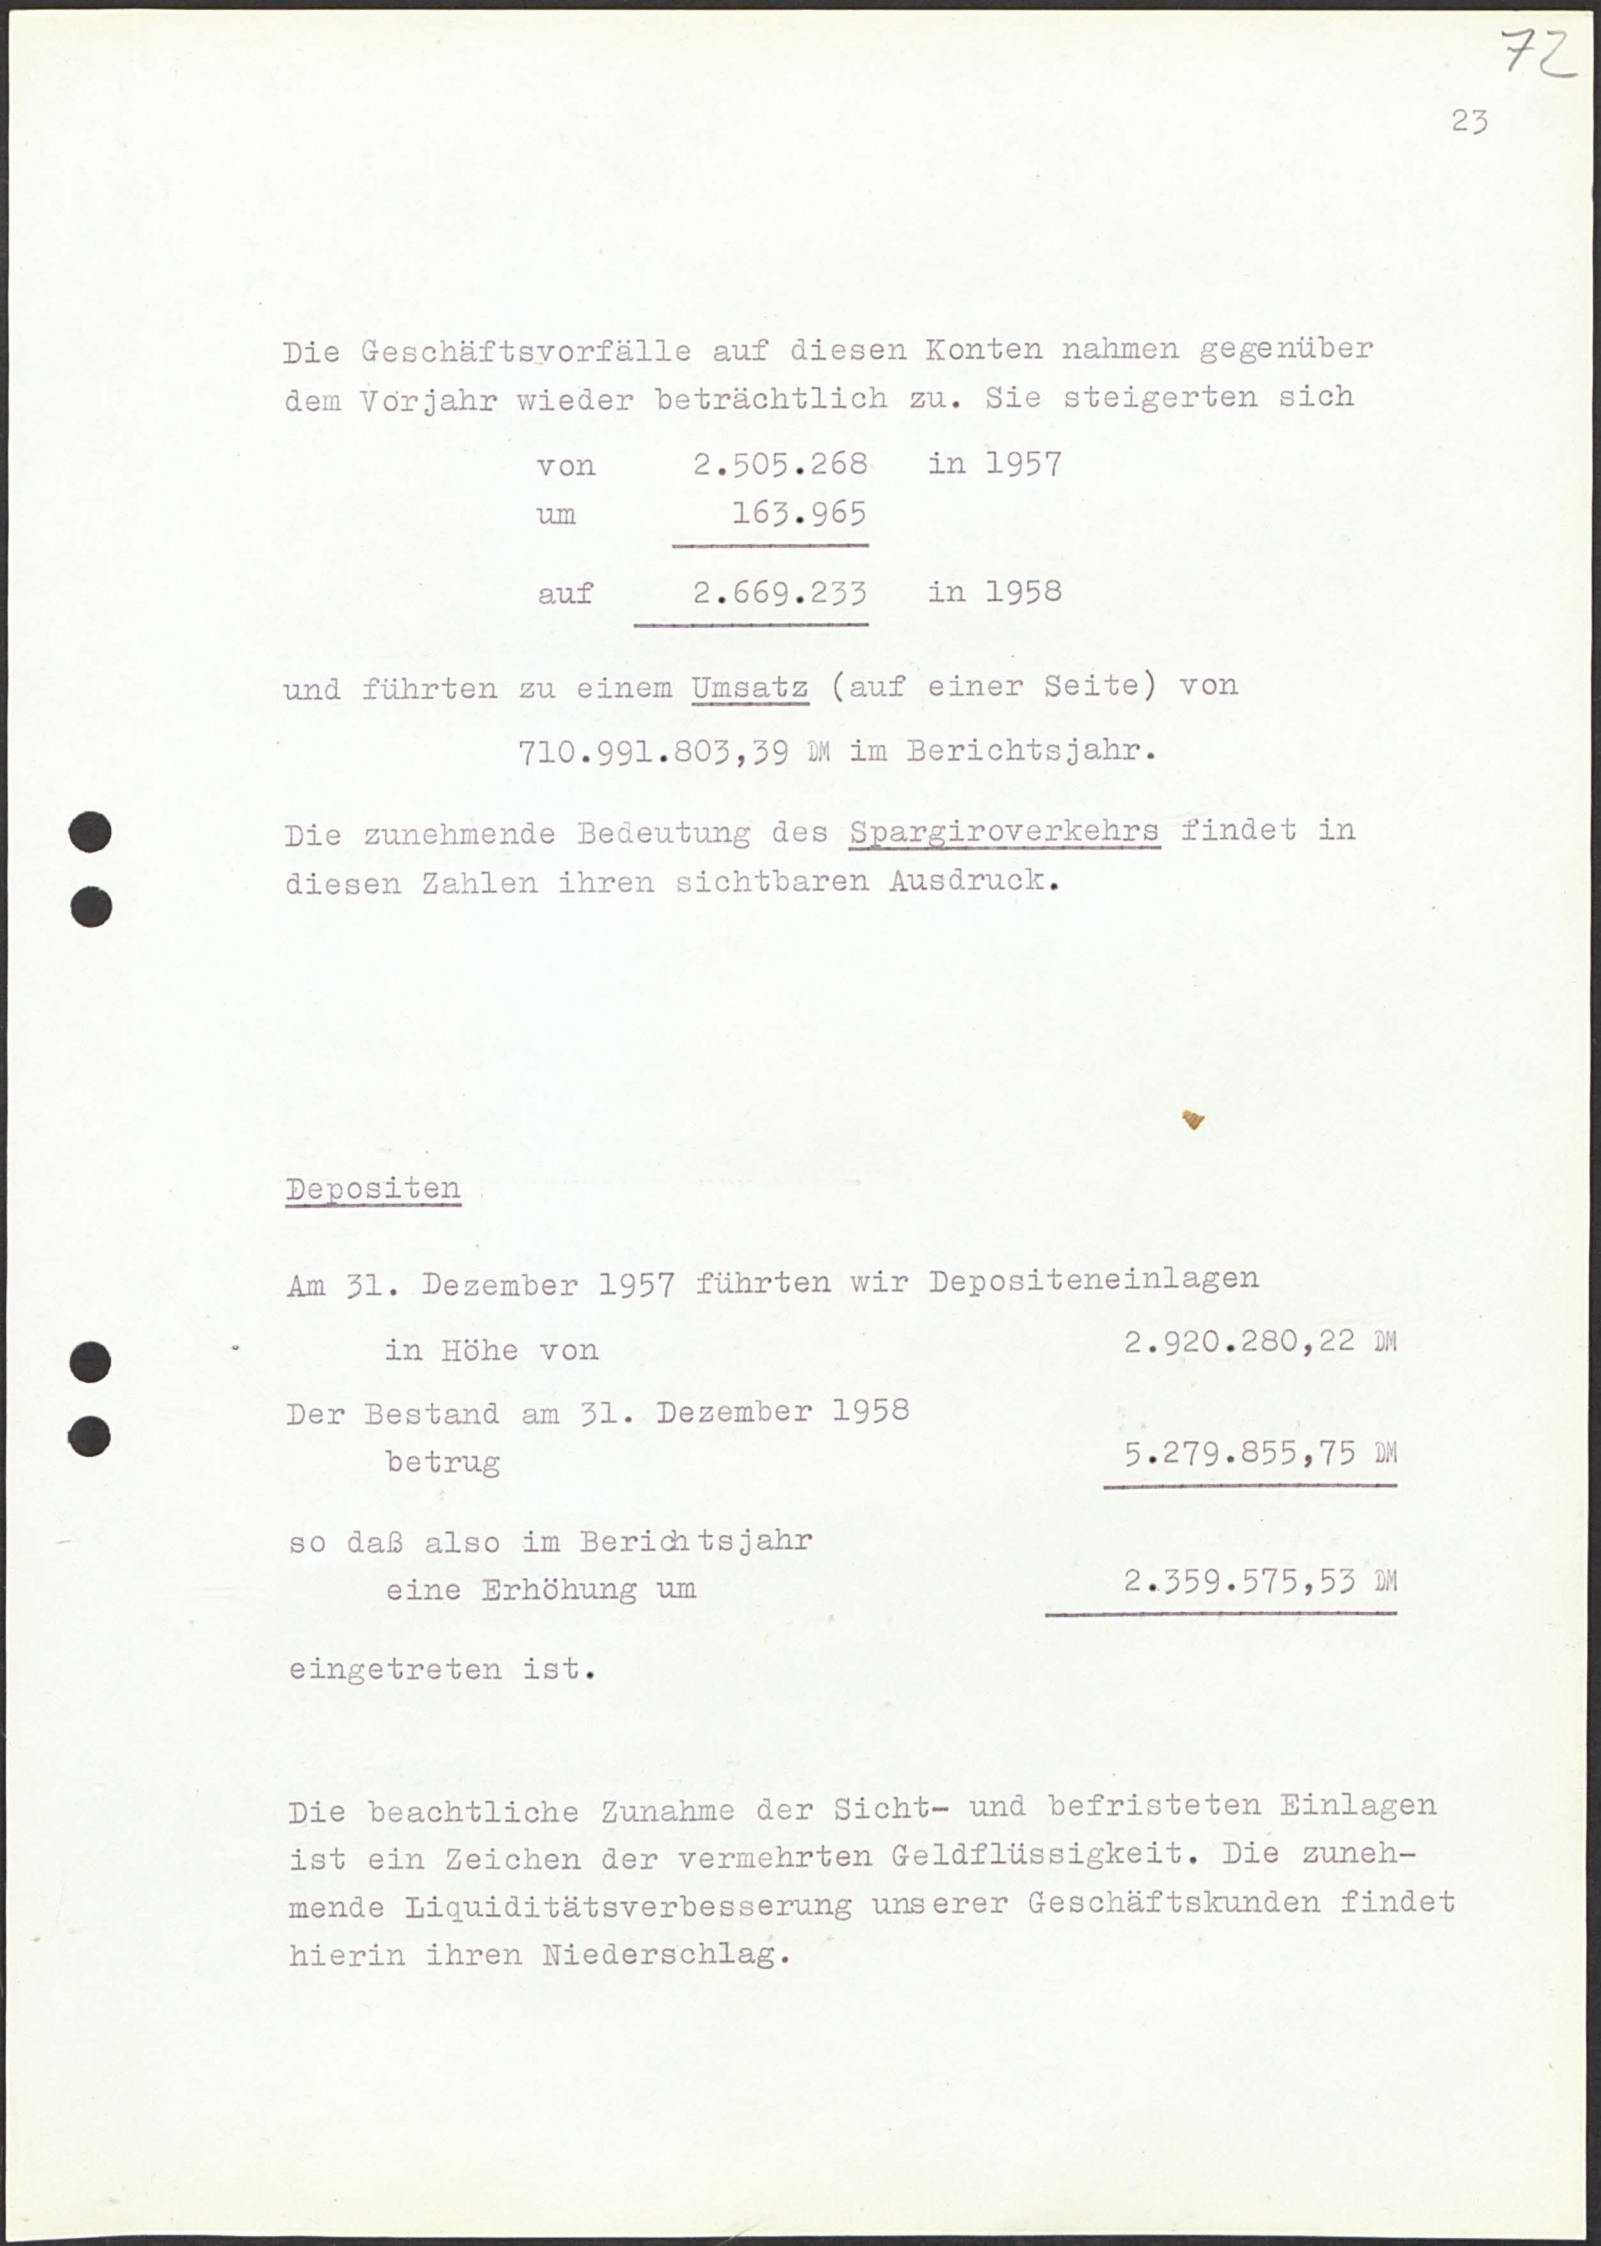 72
23
Die Geschäftsvorfälle auf diesen Konten nahmen gegenüber
dem Vorjahr wieder beträchtlich zu. Sie steigerten sich
von 2.505.268 in 1957
um 163.965
auf 2.669.233 in 1958
und führten zu einem Umsatz (auf einer Seite) von
710.991.803,39 DM im Berichtsjahr.
Die zunehmende Bedeutung des Spargiroverkehrs findet in
diesen Zahlen ihren sichtbaren Ausdruck.
Depositen
Am 31. Dezember 1957 führten wir Depositeneinlagen
in Höhe von 2.920.280,22 DM
Der Bestand am 31. Dezember 1958
betrug 5.279.855,75 DM
so daß also im Berichtsjahr
eine Erhöhung um 2.359.575,53 DM
eingetreten ist.
Die beachtliche Zunahme der Sicht- und befristeten Einlagen
ist ein Zeichen der vermehrten Geldflüssigkeit. Die zuneh-
mende Liquiditätsverbesserung unserer Geschäftskunden findet
hierin ihren Niederschlag.